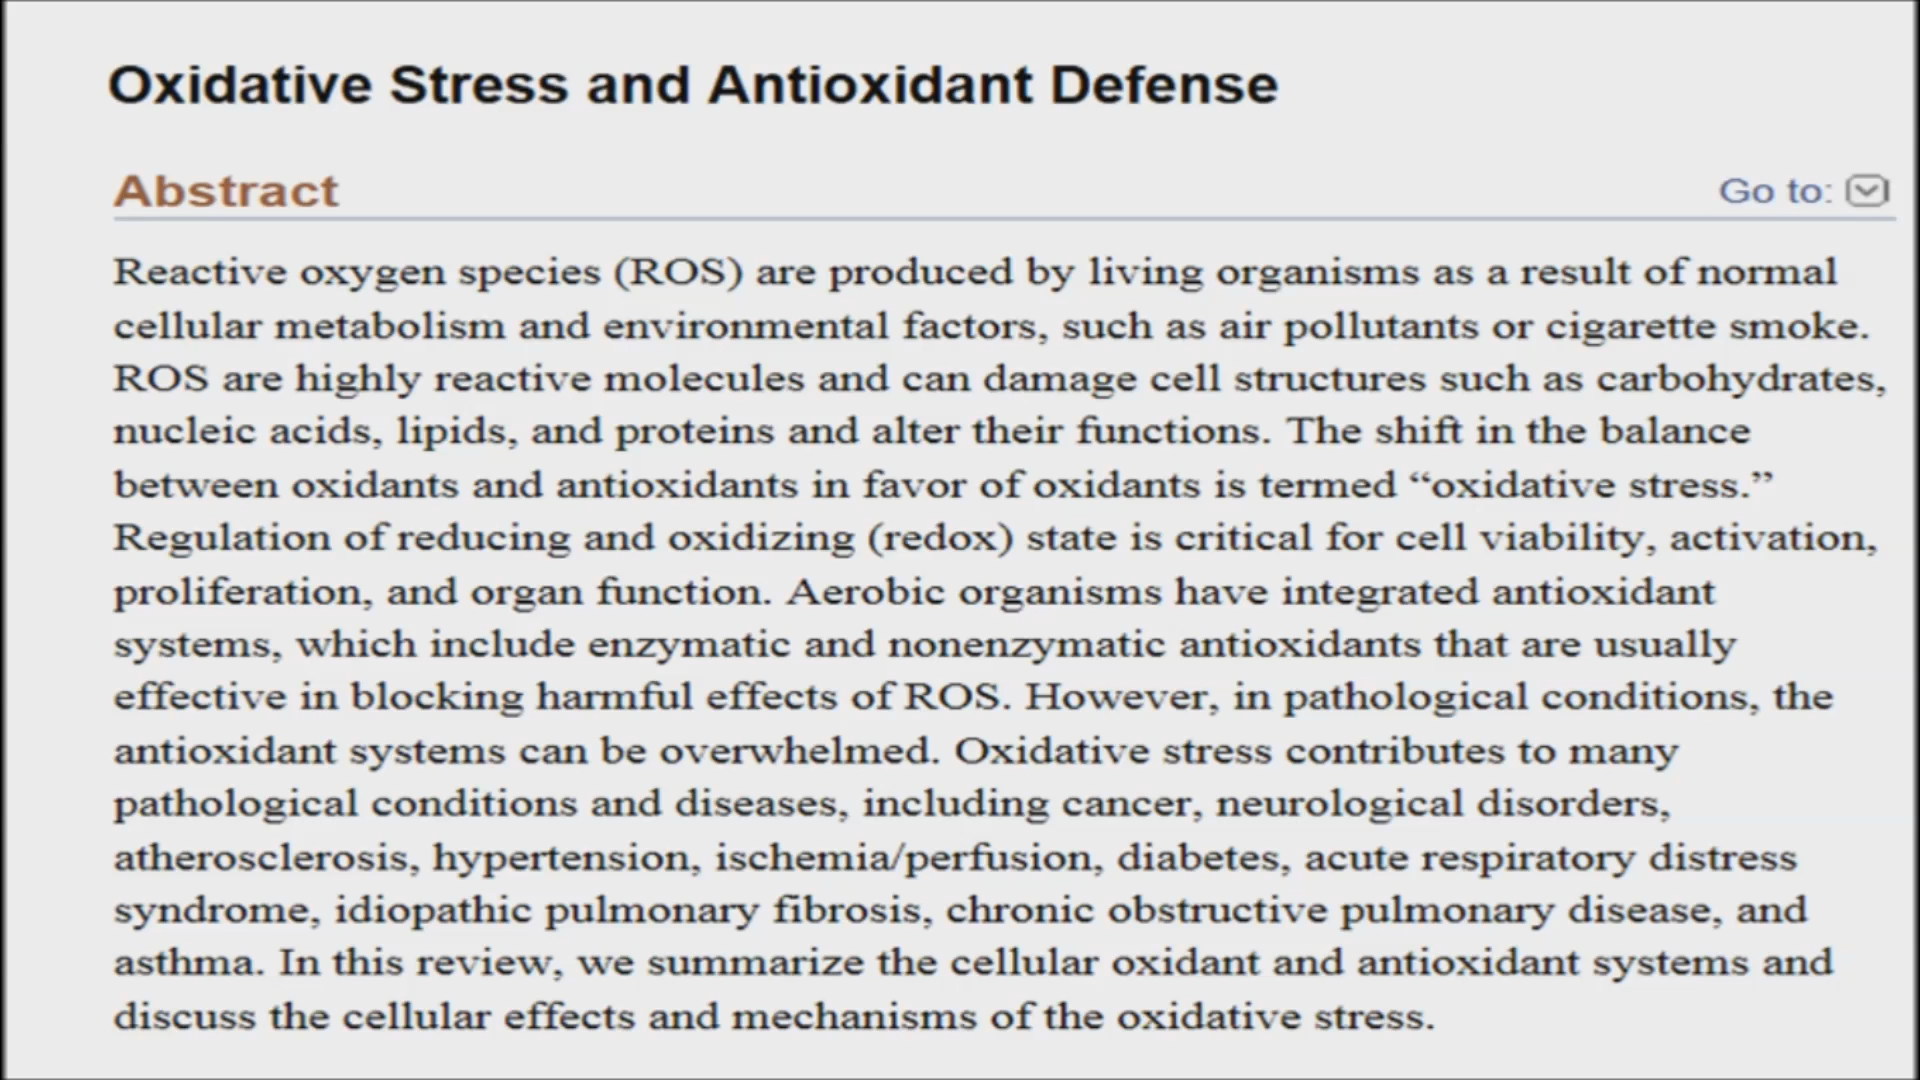 Oxidative Stress and Antioxidant Defense
Abstract
Go to:
Reactive oxygen species (ROS) are produced by living organisms as a result of normal
cellular metabolism and environmental factors, such as air pollutants or cigarette smoke.
ROS are highly reactive molecules and can damage cell structures such as carbohydrates,
nucleic acids, lipids, and proteins and alter their functions. The shift in the balance
between oxidants and antioxidants in favor of oxidants is termed “oxidative stress.”
Regulation of reducing and oxidizing (redox) state is critical for cell viability, activation,
proliferation, and organ function. Aerobic organisms have integrated antioxidant
systems, which include enzymatic and nonenzymatic antioxidants that are usually
effective in blocking harmful effects of ROS. However, in pathological conditions, the
antioxidant systems can be overwhelmed. Oxidative stress contributes to many
pathological conditions and diseases, including cancer, neurological disorders,
atherosclerosis, hypertension, ischemia/perfusion, diabetes, acute respiratory distress
syndrome, idiopathic pulmonary fibrosis, chronic obstructive pulmonary disease, and
asthma. In this review, we summarize the cellular oxidant and antioxidant systems and
discuss the cellular effects and mechanisms of the oxidative stress.